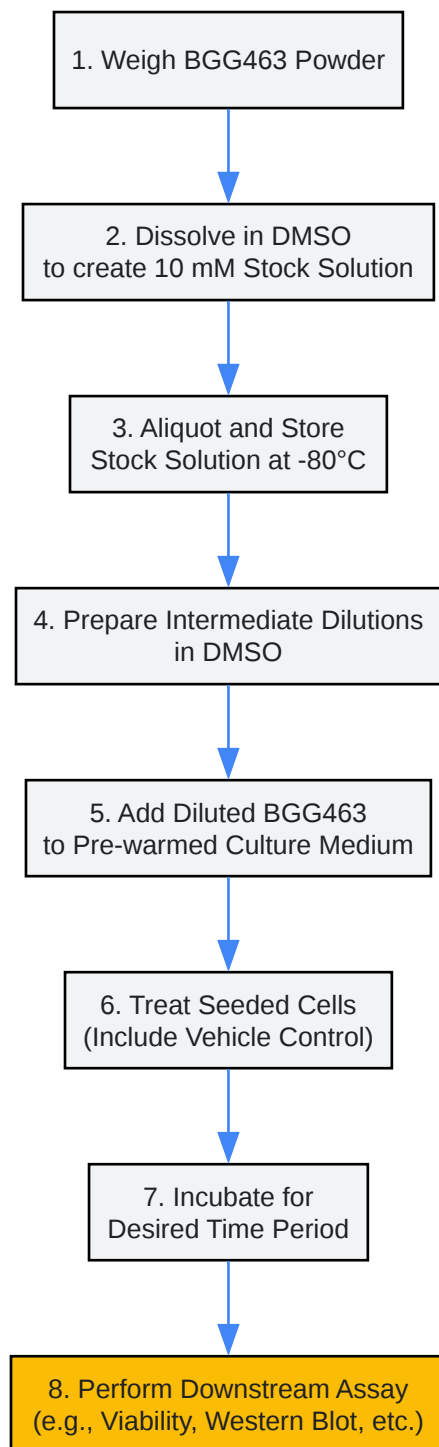 1. Weigh BGG463 Powder
2. Dissolve in DMSO
to create 10 mM Stock Solution
3. Aliquot and Store
Stock Solution at -80°C
4. Prepare Intermediate Dilutions
in DMSO
5. Add Diluted BGG463
to Pre-warmed Culture Medium
6. Treat Seeded Cells
(Include Vehicle Control)
7. Incubate for
Desired Time Period
8. Perform Downstream Assay
(e.g., Viability, Western Blot, etc.)